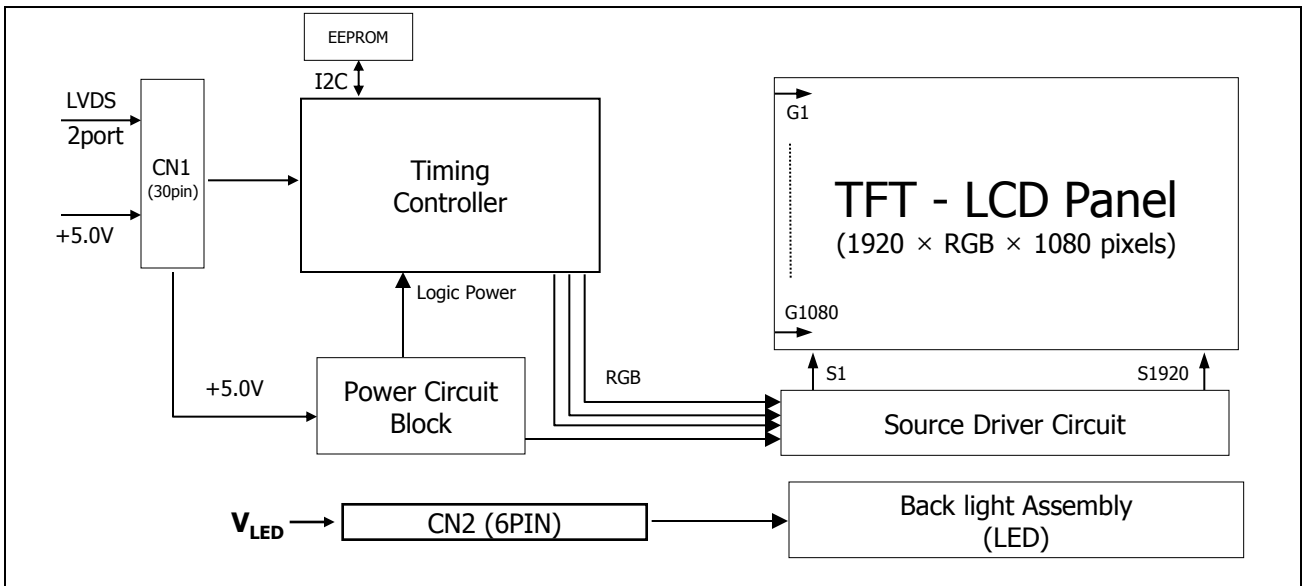 EEPROM
I2C
LVDS
2port
CN1
(30pin)
+5.0V
Timing
Controller
G1
TFT - LCD Panel
(1920 × RGB × 1080 pixels)
G1080
Logic Power
+5.0V
Power Circuit
Block
RGB
S1
S1920
Source Driver Circuit
VLED
CN2 (6PIN)
Back light Assembly
(LED)